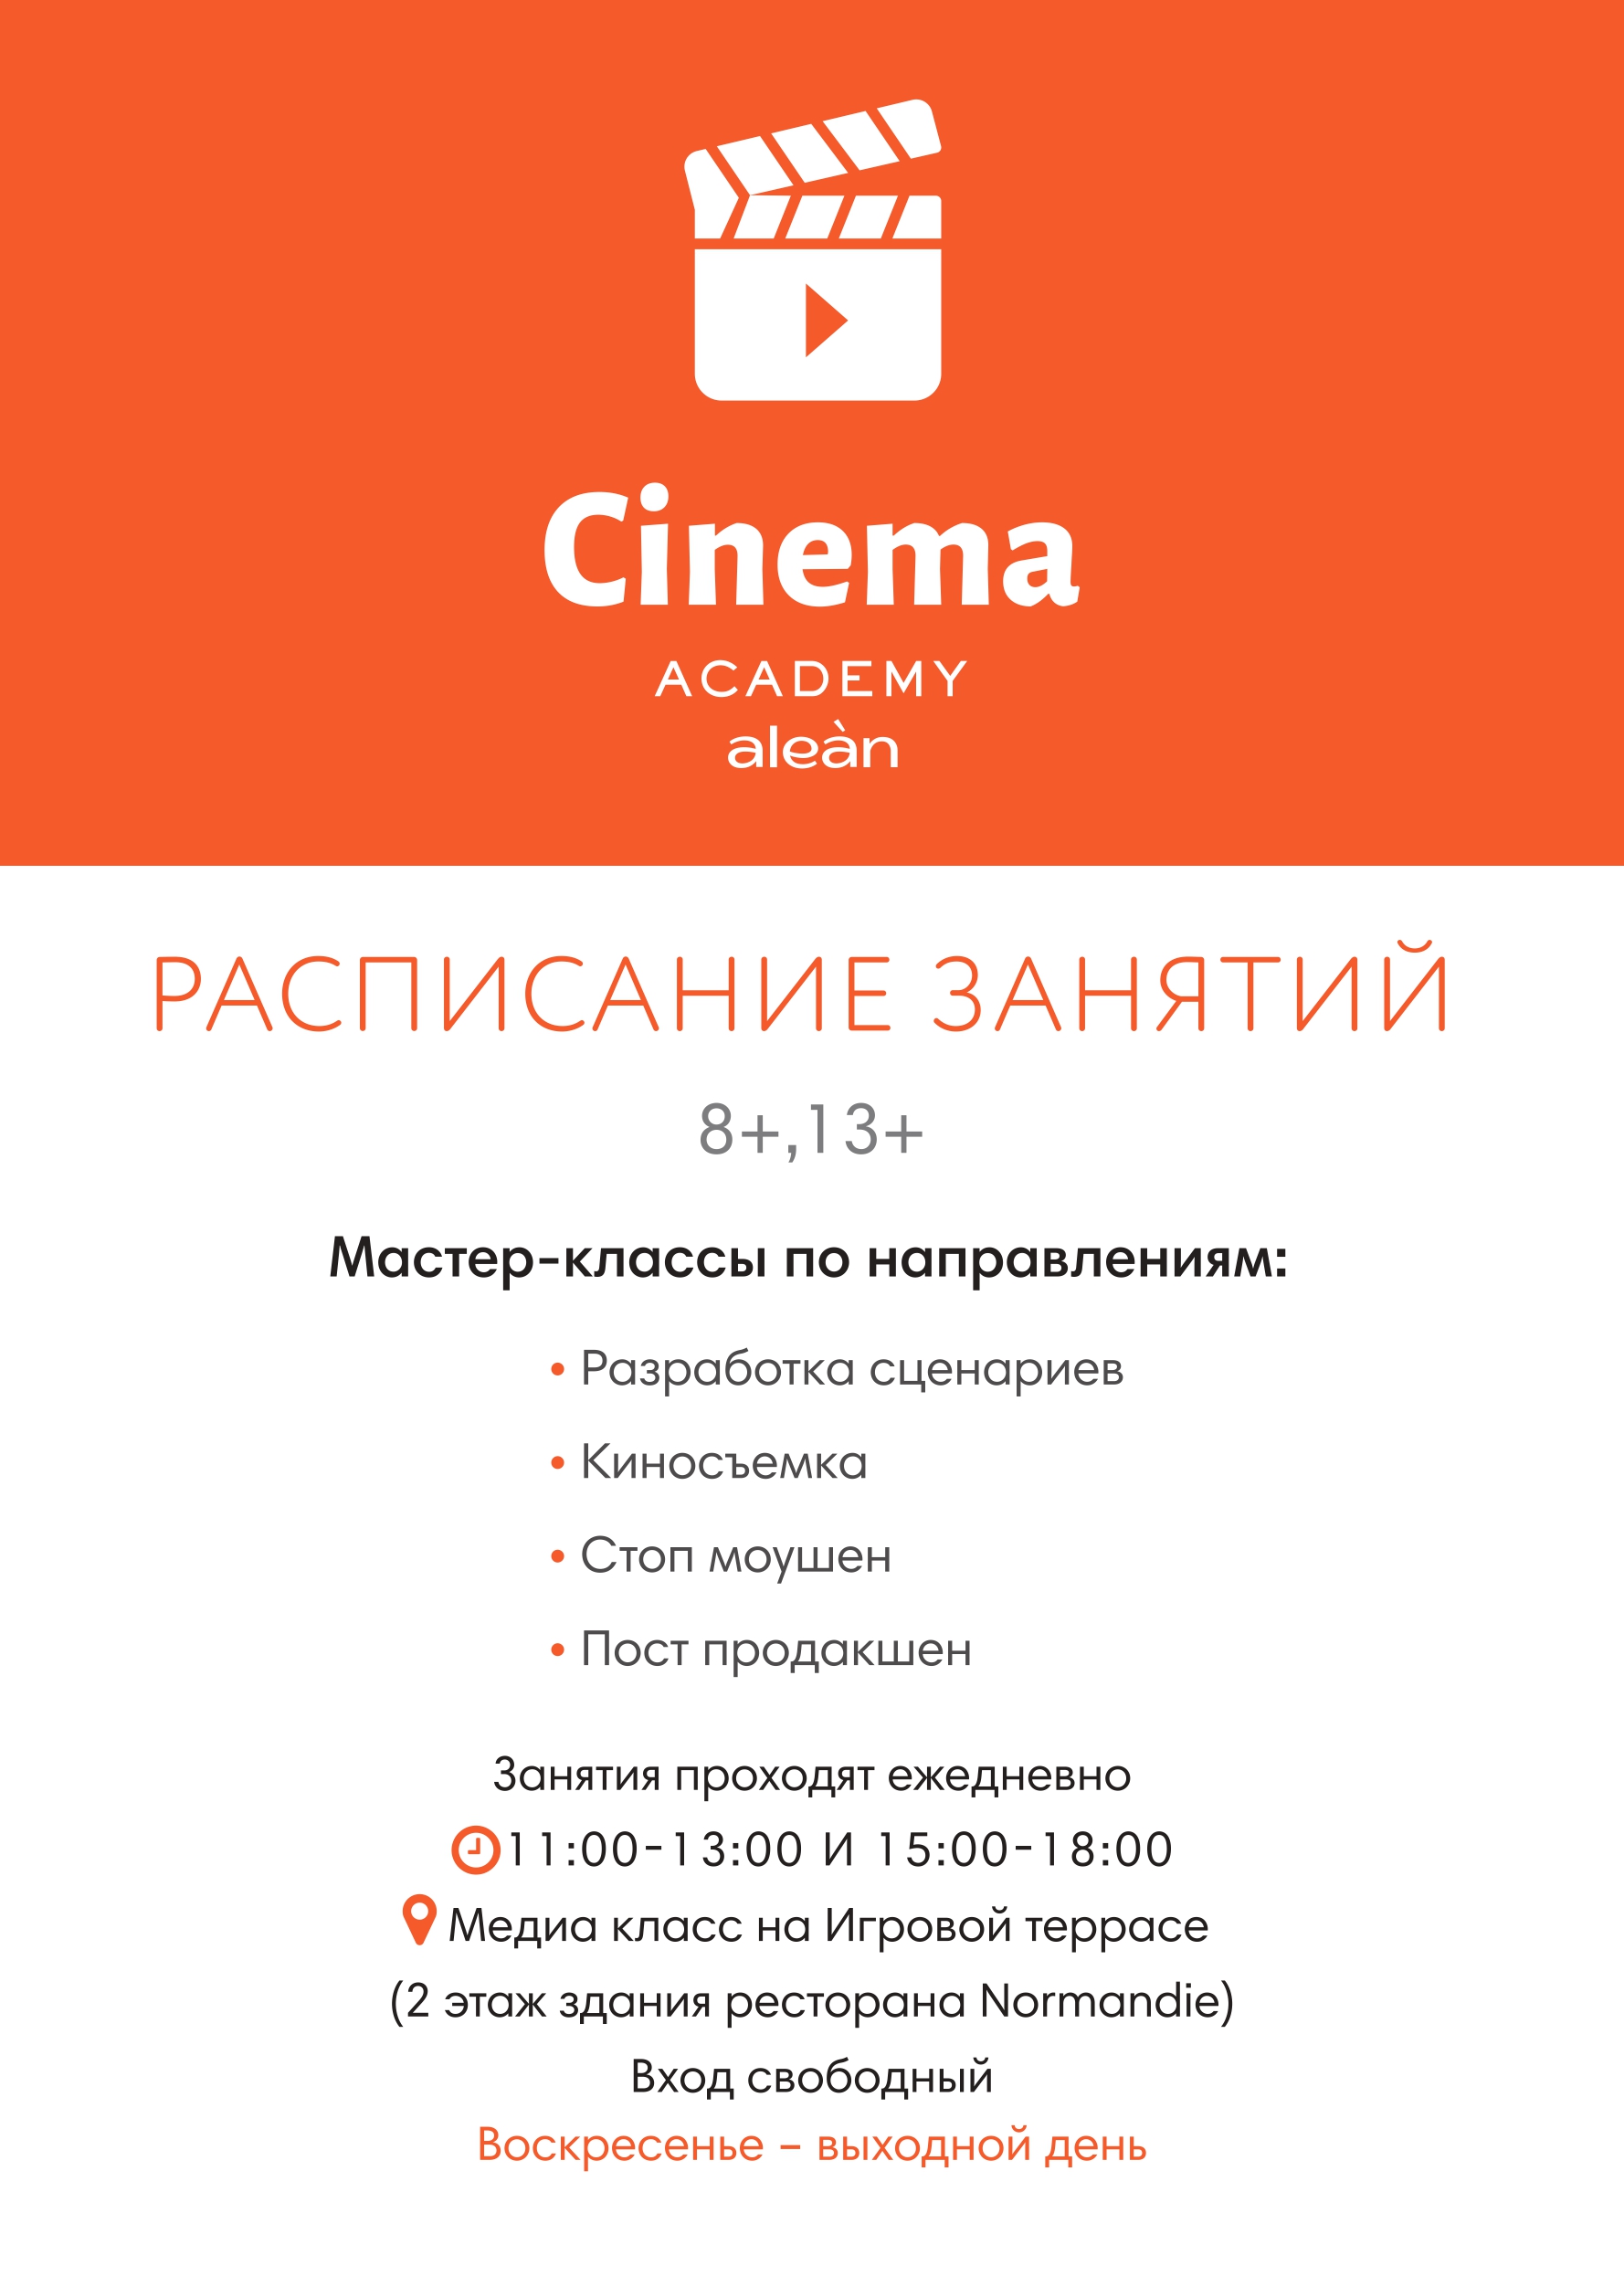 Cinema
ACADEMY
aleàn
РАСПИСАНИЕ ЗАНЯТИЙ
8+,13+
Мастер-классы по направлениям:
• Разработка сценариев
• Киносъемка
• Стоп моушен
• Пост продакшен
Занятия проходят ежедневно
11:00-13:00 И 15:00-18:00
Медиа класс на Игровой террасе
(2 этаж здания ресторана Normandie)
Вход свободный
Воскресенье – выходной день